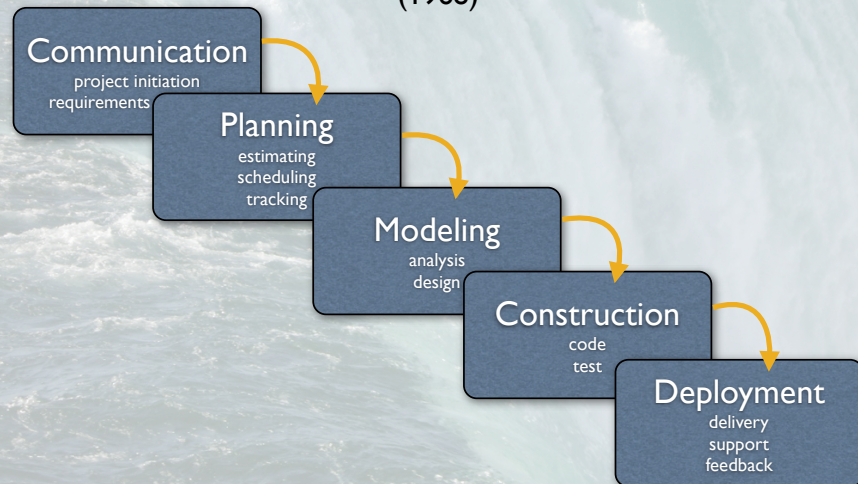 Communication
project initiation
requirements
Planning
estimating
scheduling
tracking
Modeling
analysis
design
Construction
code
test
Deployment
delivery
support
feedback